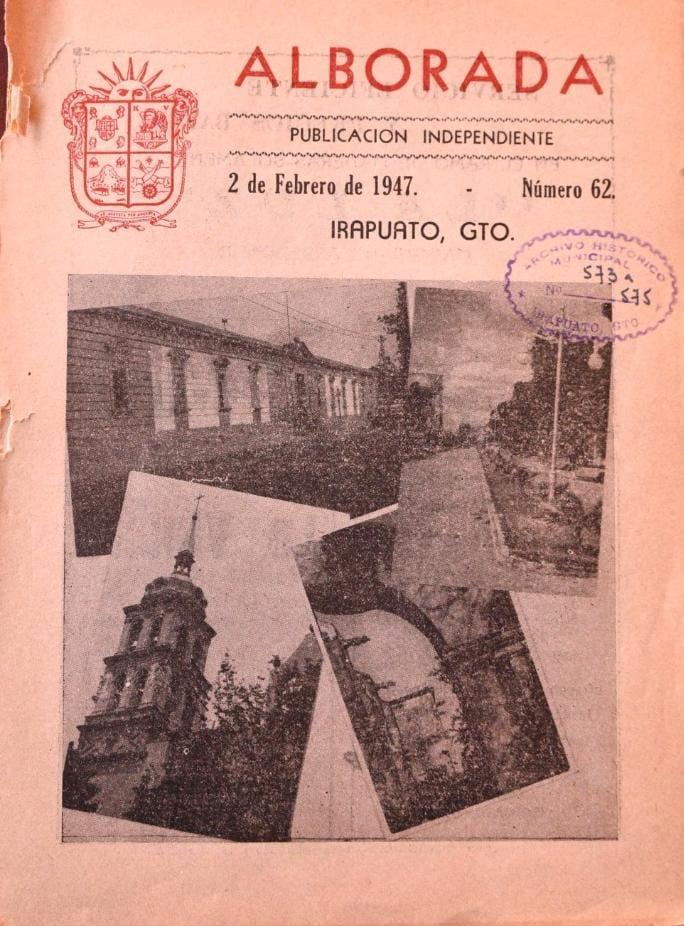 ALBORADA
PUBLICACION INDEPENDIENTE
2 de Febrero de 1947. - Número 62.
IRAPUATO, GTO.
ARCHIVO HISTORICO
MUNICIPAL
573 a
No. 575
IRAPUATO, GTO